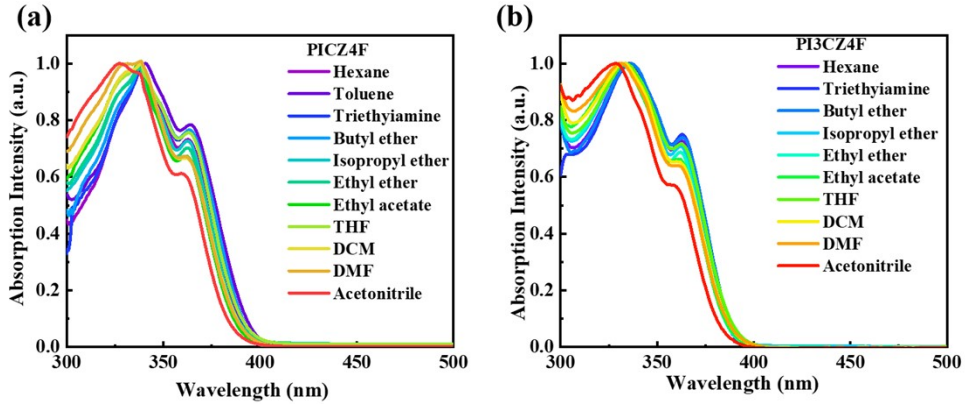 (a)
PICZ4F
Hexane
Toluene
Triethyiamine
Butyl ether
Isopropyl ether
Ethyl ether
Ethyl acetate
THF
DCM
DMF
Acetonitrile
Absorption Intensity (a.u.)
1.0
0.8
0.6
0.4
0.2
0.0
300 350 400 450 500
Wavelength (nm)
(b)
PI3CZ4F
Hexane
Triethyiamine
Butyl ether
Isopropyl ether
Ethyl ether
Ethyl acetate
THF
DCM
DMF
Acetonitrile
Absorption Intensity (a.u.)
1.0
0.8
0.6
0.4
0.2
0.0
300 350 400 450 500
Wavelength (nm)